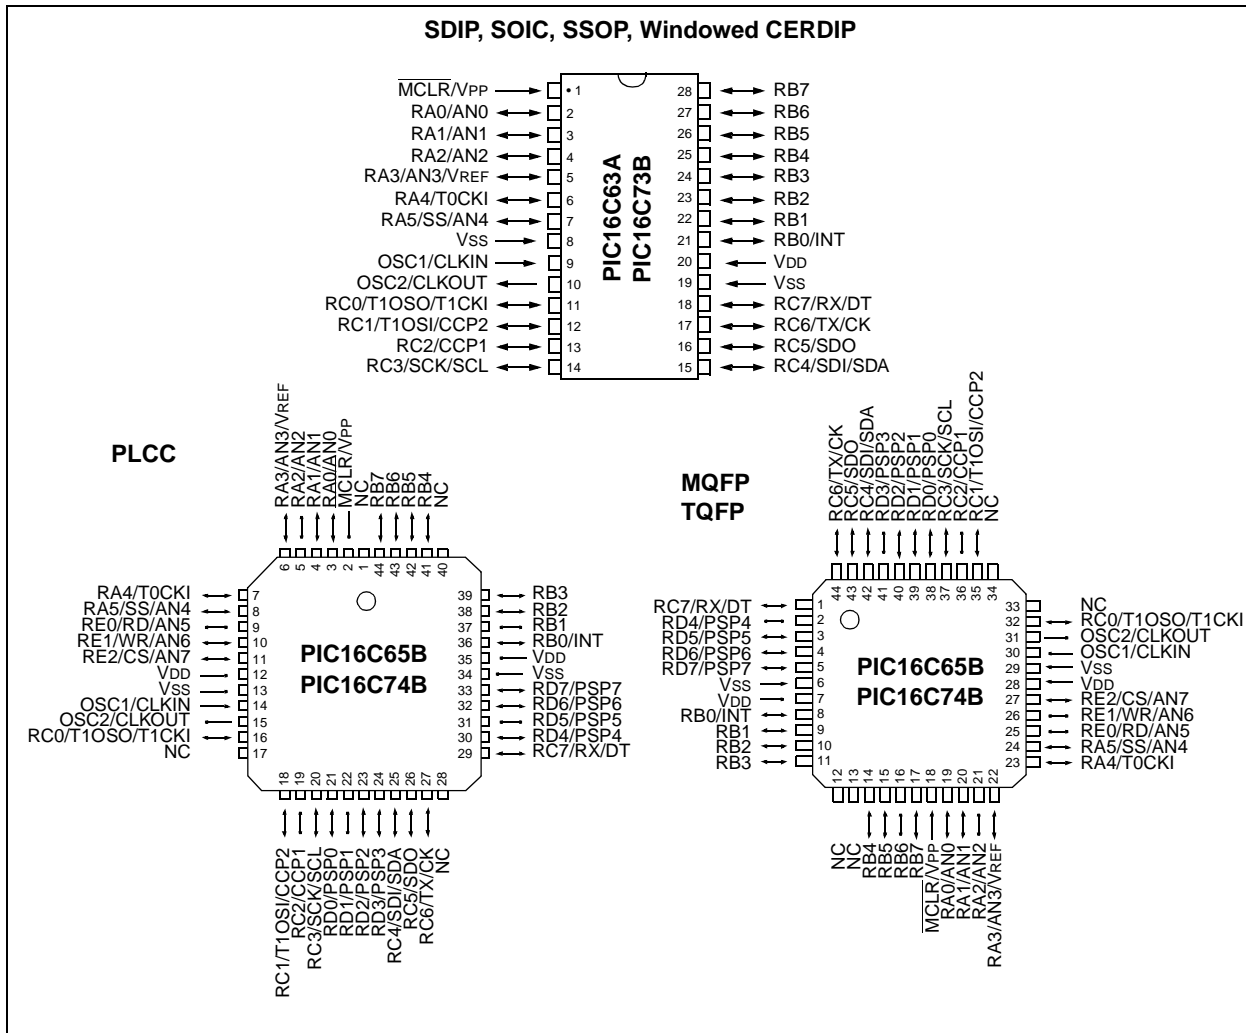 SDIP, SOIC, SSOP, Windowed CERDIP
MCLR/VPP • 1 28 RB7
RA0/AN0 2 27 RB6
RA1/AN1 3 26 RB5
RA2/AN2 4 25 RB4
RA3/AN3/VREF 5 24 RB3
RA4/T0CKI 6 23 RB2
RA5/SS/AN4 7 22 RB1
VSS 8 21 RB0/INT
OSC1/CLKIN 9 20 VDD
OSC2/CLKOUT 10 19 VSS
RC0/T1OSO/T1CKI 11 18 RC7/RX/DT
RC1/T1OSI/CCP2 12 17 RC6/TX/CK
RC2/CCP1 13 16 RC5/SDO
RC3/SCK/SCL 14 15 RC4/SDI/SDA
PIC16C63A
PIC16C73B
PLCC
RA3/AN3/VREF
RA2/AN2
RA1/AN1
RA0/AN0
MCLR/VPP
NC
RB7
RB6
RB5
RB4
NC
6 5 4 3 2 1 44 43 42 41 40
RA4/T0CKI 7 39 RB3
RA5/SS/AN4 8 38 RB2
RE0/RD/AN5 9 37 RB1
RE1/WR/AN6 10 36 RB0/INT
RE2/CS/AN7 11 35 VDD
VDD 12 34 VSS
VSS 13 33 RD7/PSP7
OSC1/CLKIN 14 32 RD6/PSP6
OSC2/CLKOUT 15 31 RD5/PSP5
RC0/T1OSO/T1CKI 16 30 RD4/PSP4
NC 17 29 RC7/RX/DT
PIC16C65B
PIC16C74B
18 19 20 21 22 23 24 25 26 27 28
RC1/T1OSI/CCP2
RC2/CCP1
RC3/SCK/SCL
RD0/PSP0
RD1/PSP1
RD2/PSP2
RD3/PSP3
RC4/SDI/SDA
RC5/SDO
RC6/TX/CK
NC
MQFP
TQFP
RC6/TX/CK
RC5/SDO
RC4/SDI/SDA
RD3/PSP3
RD2/PSP2
RD1/PSP1
RD0/PSP0
RC3/SCK/SCL
RC2/CCP1
RC1/T1OSI/CCP2
NC
44 43 42 41 40 39 38 37 36 35 34
RC7/RX/DT 1 33 NC
RD4/PSP4 2 32 RC0/T1OSO/T1CKI
RD5/PSP5 3 31 OSC2/CLKOUT
RD6/PSP6 4 30 OSC1/CLKIN
RD7/PSP7 5 29 VSS
VSS 6 28 VDD
VDD 7 27 RE2/CS/AN7
RB0/INT 8 26 RE1/WR/AN6
RB1 9 25 RE0/RD/AN5
RB2 10 24 RA5/SS/AN4
RB3 11 23 RA4/T0CKI
PIC16C65B
PIC16C74B
12 13 14 15 16 17 18 19 20 21 22
NC
NC
RB4
RB5
RB6
RB7
MCLR/VPP
RA0/AN0
RA1/AN1
RA2/AN2
RA3/AN3/VREF